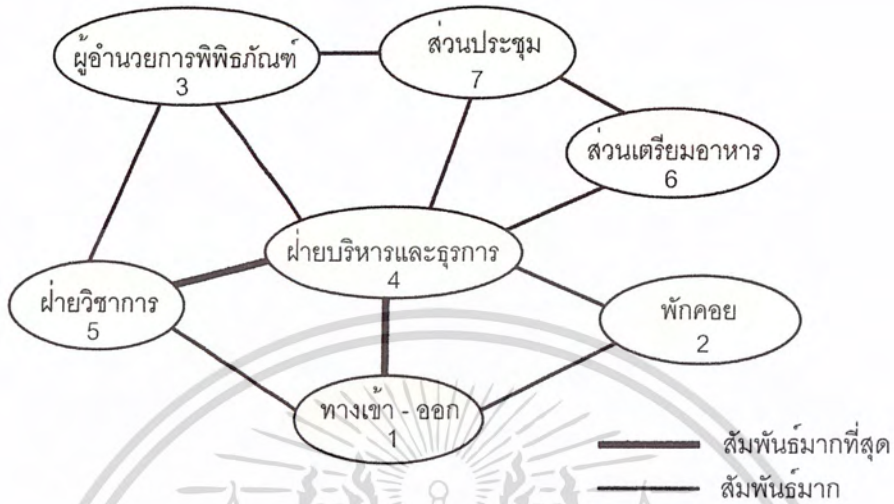 ผู้อำนวยการพิพิธภัณฑ์
3
ส่วนประชุม
7
ส่วนเตรียมอาหาร
6
ฝ่ายบริหารและธุรการ
4
ฝ่ายวิชาการ
5
พักคอย
2
ทางเข้า - ออก
1
สัมพันธ์มากที่สุด
สัมพันธ์มาก